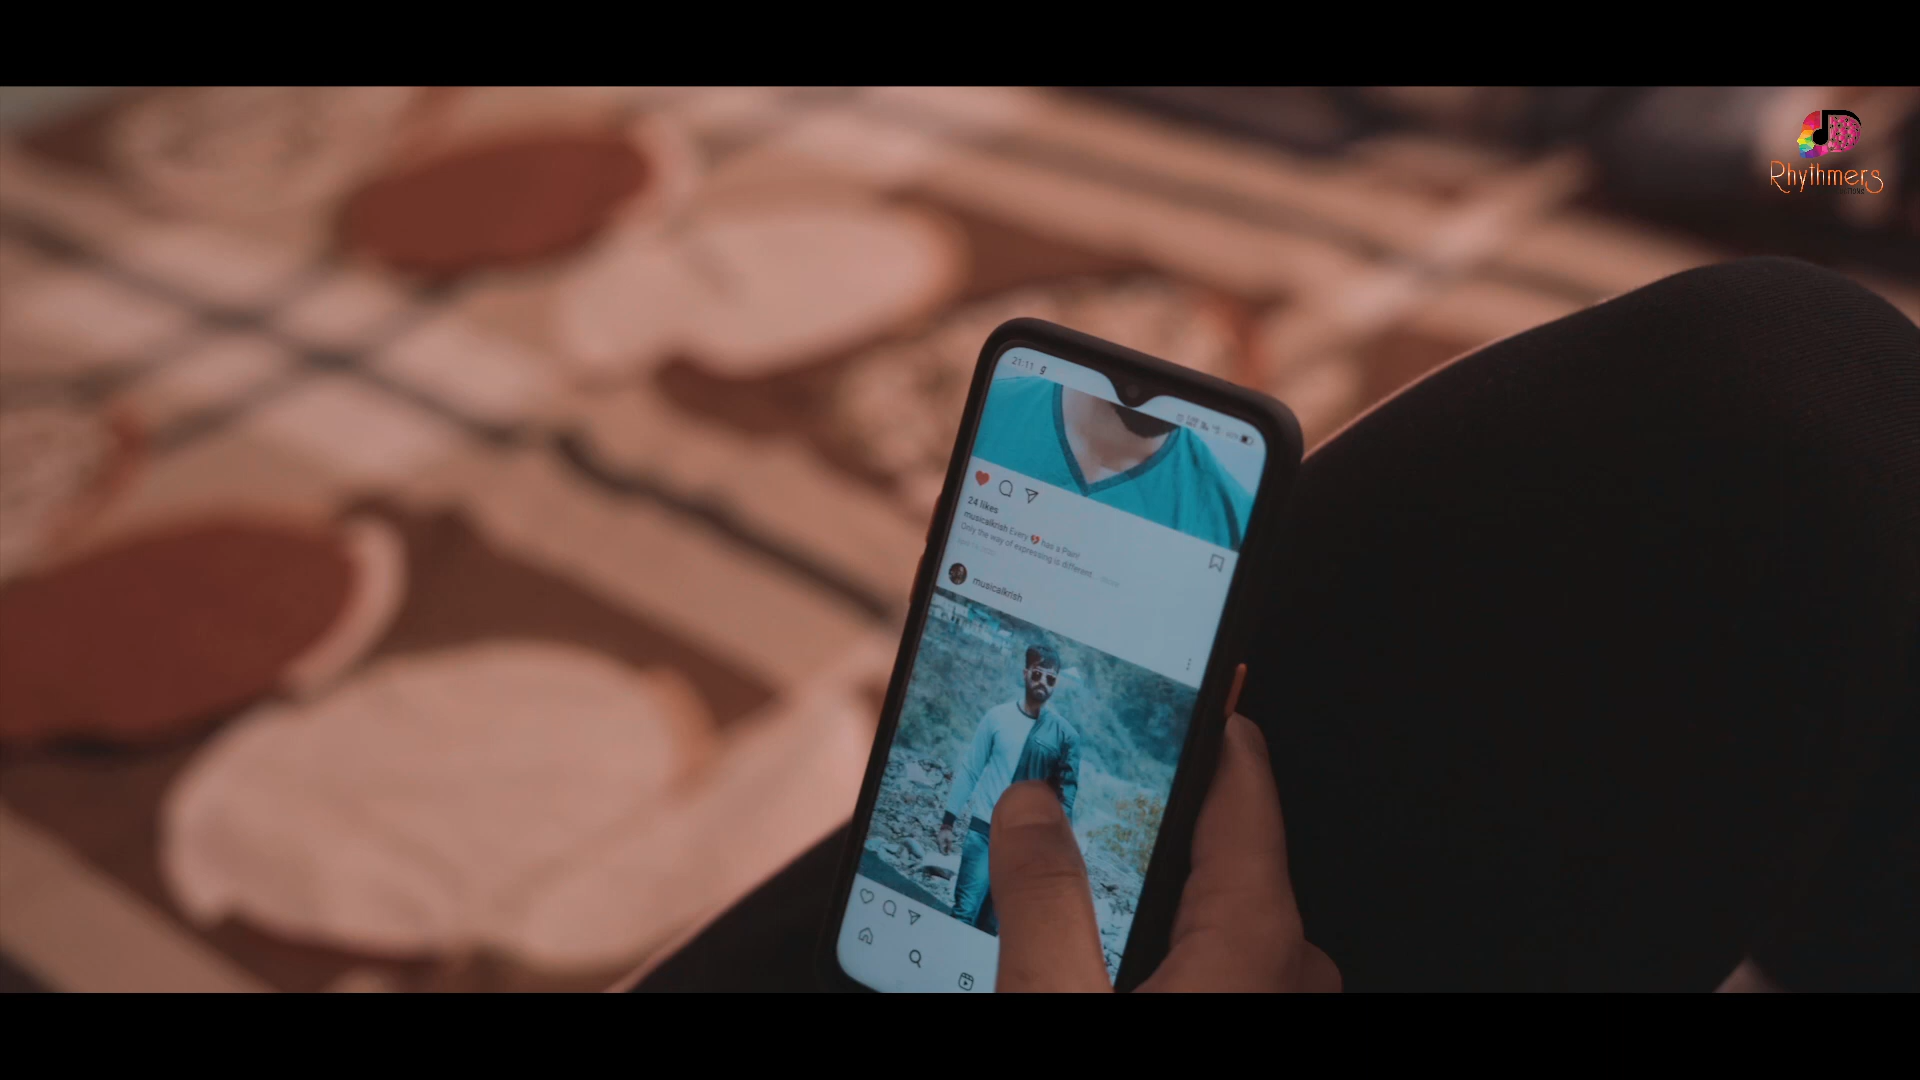 Rhythmers
21:11
24 likes
musicalkrish Every 💔 has a Pain!
Only the way of expressing is different...
musicalkrish